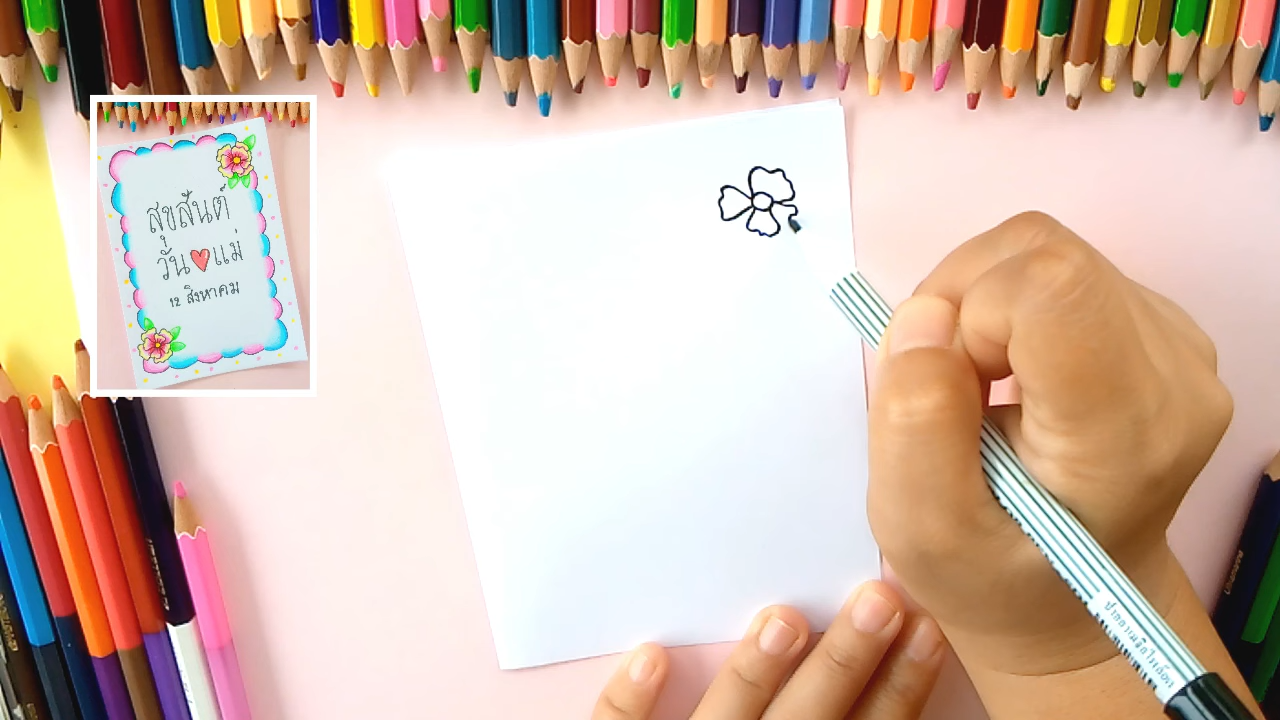 สุขสันต์
วัน แม่
12 สิงหาคม